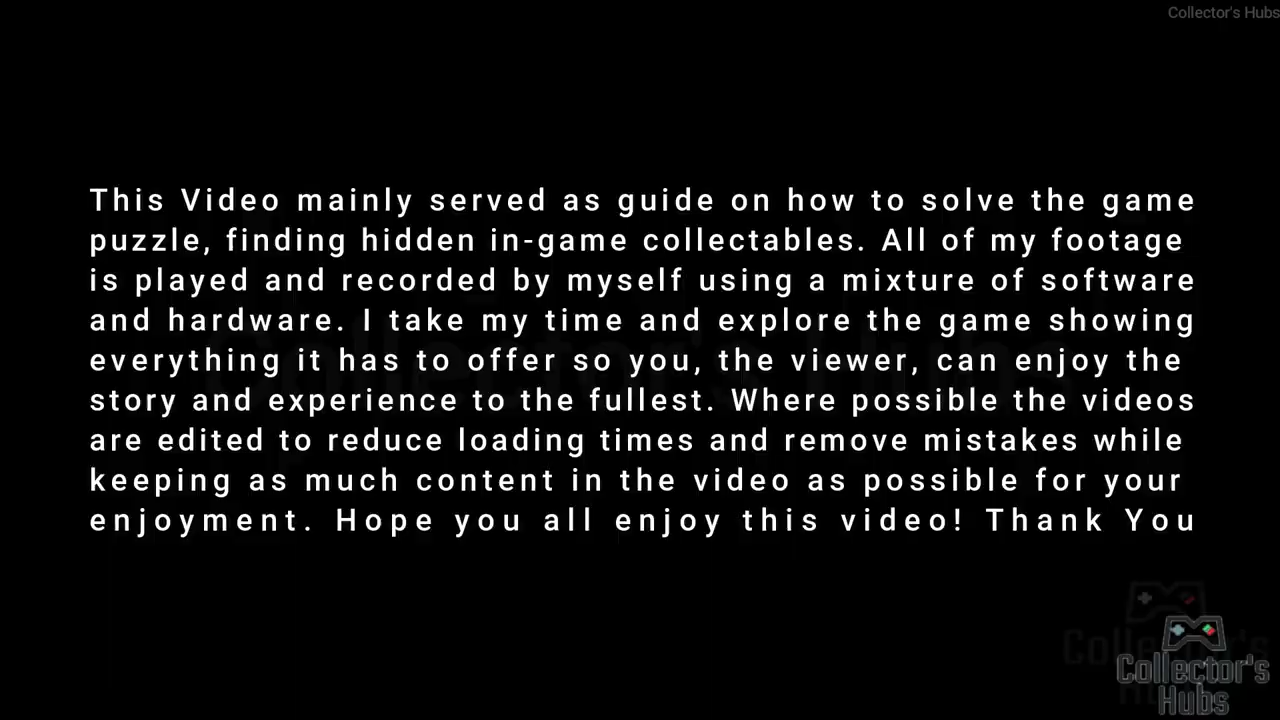 Collector's Hubs
This Video mainly served as guide on how to solve the game
puzzle, finding hidden in-game collectables. All of my footage
is played and recorded by myself using a mixture of software
and hardware. I take my time and explore the game showing
everything it has to offer so you, the viewer, can enjoy the
story and experience to the fullest. Where possible the videos
are edited to reduce loading times and remove mistakes while
keeping as much content in the video as possible for your
enjoyment. Hope you all enjoy this video! Thank You
Collector's
Hubs